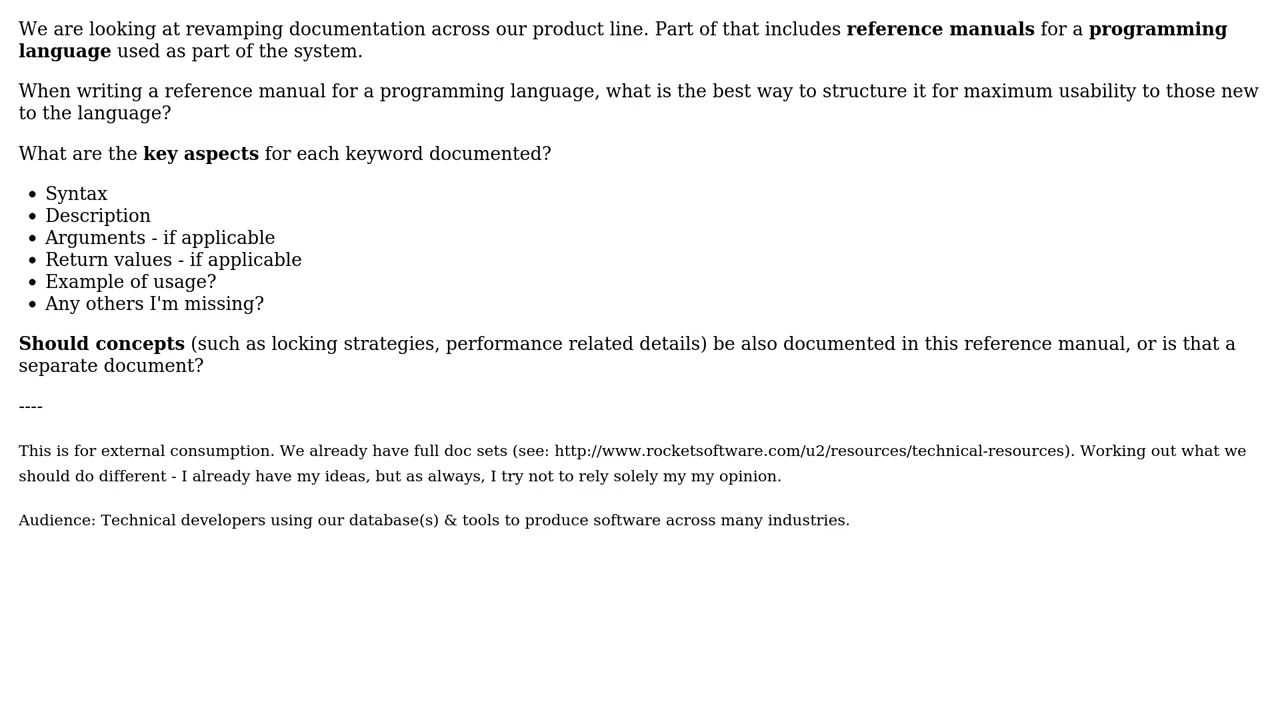 We are looking at revamping documentation across our product line. Part of that includes reference manuals for a programming
language used as part of the system.
When writing a reference manual for a programming language, what is the best way to structure it for maximum usability to those new
to the language?
What are the key aspects for each keyword documented?
• Syntax
• Description
• Arguments - if applicable
• Return values - if applicable
• Example of usage?
• Any others I'm missing?
Should concepts (such as locking strategies, performance related details) be also documented in this reference manual, or is that a
separate document?
----
This is for external consumption. We already have full doc sets (see: http://www.rocketsoftware.com/u2/resources/technical-resources). Working out what we
should do different - I already have my ideas, but as always, I try not to rely solely my my opinion.
Audience: Technical developers using our database(s) & tools to produce software across many industries.